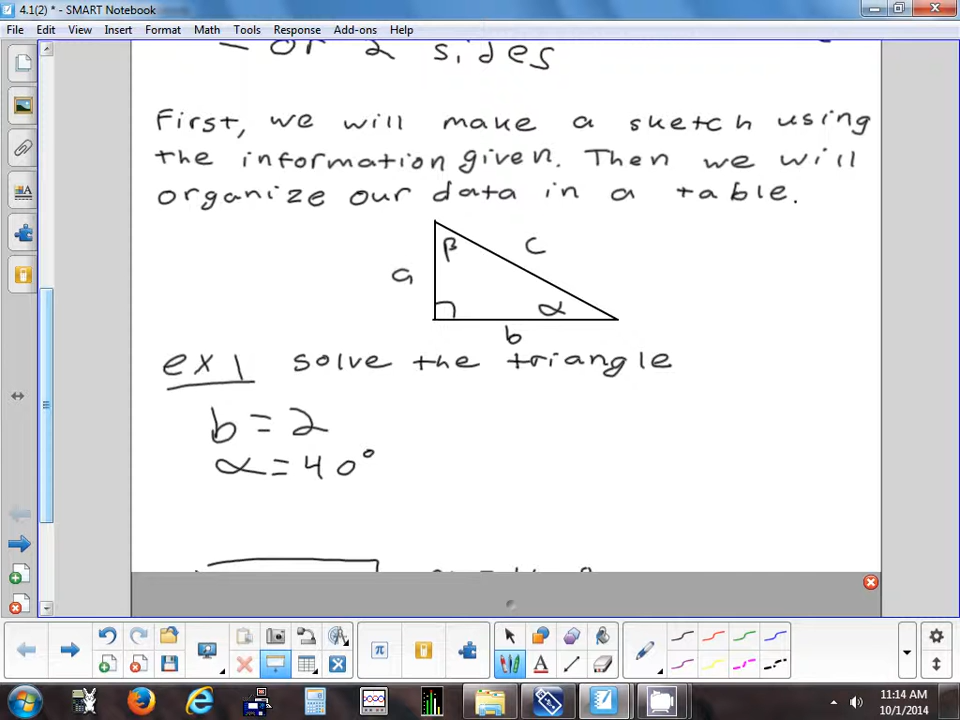 4.1(2) * - SMART Notebook
File Edit View Insert Format Math Tools Response Add-ons Help
- or 2 sides
First, we will make a sketch using
the information given. Then we will
organize our data in a table.
β c
a
α
b
ex 1 solve the triangle
b = 2
α = 40°
11:14 AM
10/1/2014